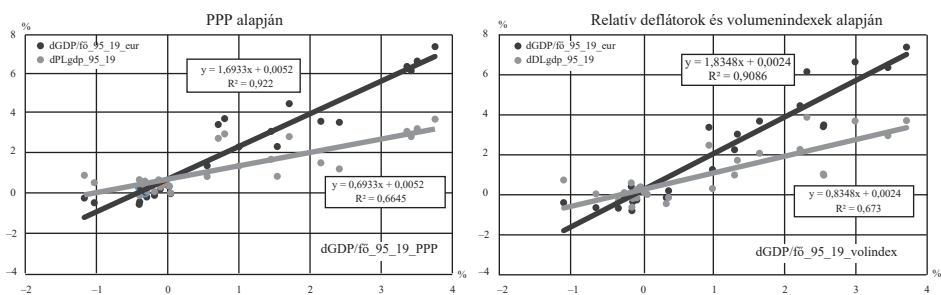 PPP alapján
%
8
6
4
2
0
−2
−4
−2
−1
0
1
2
3
4
%
dGDP/fő_95_19_eur
dPLgdp_95_19
y = 1,6933x + 0,0052
R² = 0,922
y = 0,6933x + 0,0052
R² = 0,6645
dGDP/fő_95_19_PPP
Relatív deflátorok és volumenindexek alapján
%
8
6
4
2
0
−2
−4
−2
−1
0
1
2
3
4
%
dGDP/fő_95_19_eur
dDLgdp_95_19
y = 1,8348x + 0,0024
R² = 0,9086
y = 0,8348x + 0,0024
R² = 0,673
dGDP/fő_95_19_volindex